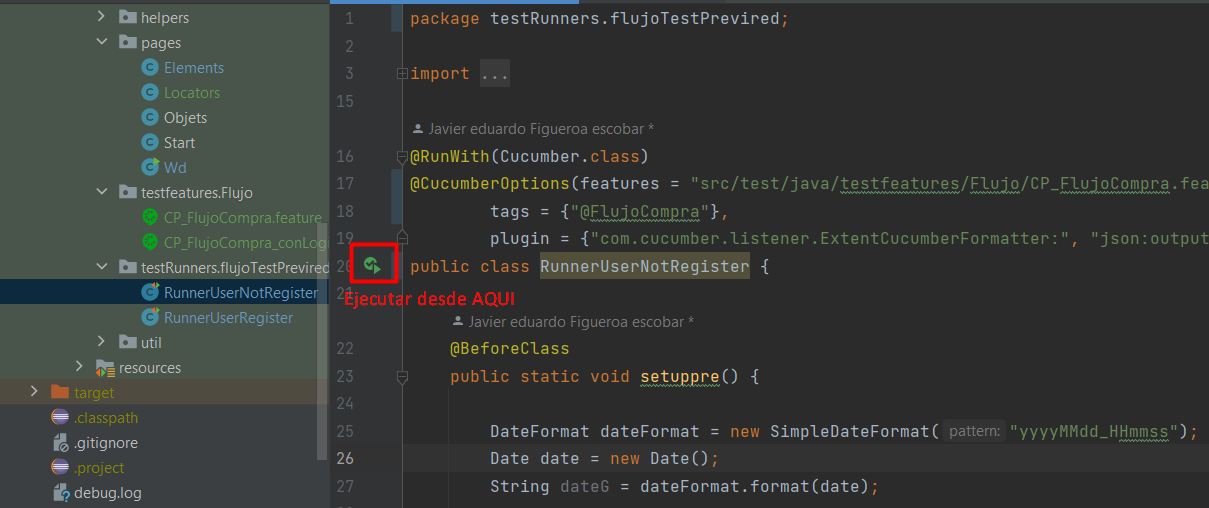 helpers
pages
Elements
Locators
Objets
Start
Wd
testfeatures.Flujo
CP_FlujoCompra.feature_
CP_FlujoCompra_conLogi
testRunners.flujoTestPrevired
RunnerUserNotRegister
RunnerUserRegister
util
resources
target
.classpath
.gitignore
.project
debug.log
1 package testRunners.flujoTestPrevired;
2
3 import ...
15
Javier eduardo Figueroa escobar *
16 @RunWith(Cucumber.class)
17 @CucumberOptions(features = "src/test/java/testfeatures/Flujo/CP_FlujoCompra.fea
18 tags = {"@FlujoCompra"},
19 plugin = {"com.cucumber.listener.ExtentCucumberFormatter:", "json:output
20 public class RunnerUserNotRegister {
21
Ejecutar desde AQUI
Javier eduardo Figueroa escobar *
22 @BeforeClass
23 public static void setuppre() {
24
25 DateFormat dateFormat = new SimpleDateFormat( pattern: "yyyyMMdd_HHmmss");
26 Date date = new Date();
27 String dateG = dateFormat.format(date);